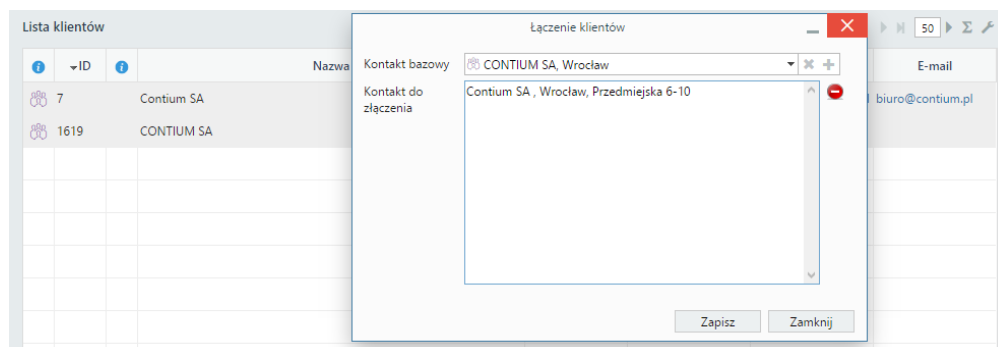 Lista klientów
Łączenie klientów
50 Σ
ID Nazwa E-mail
Kontakt bazowy CONTIUM SA, Wrocław
7 Contium SA biuro@contium.pl
Kontakt do złączenia
Contium SA , Wrocław, Przedmiejska 6-10
1619 CONTIUM SA
Zapisz Zamknij